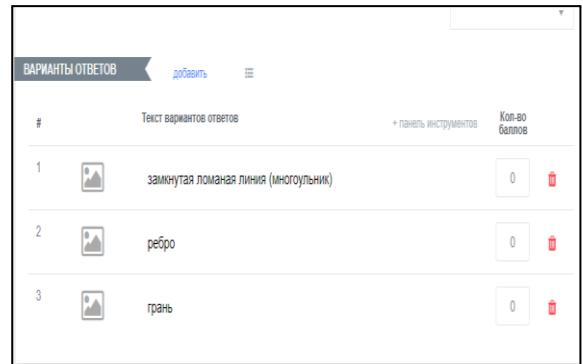 ВАРИАНТЫ ОТВЕТОВ добавить
# Текст вариантов ответов + панель инструментов Кол-во баллов
1 замкнутая ломаная линия (многоульник) 0
2 ребро 0
3 грань 0